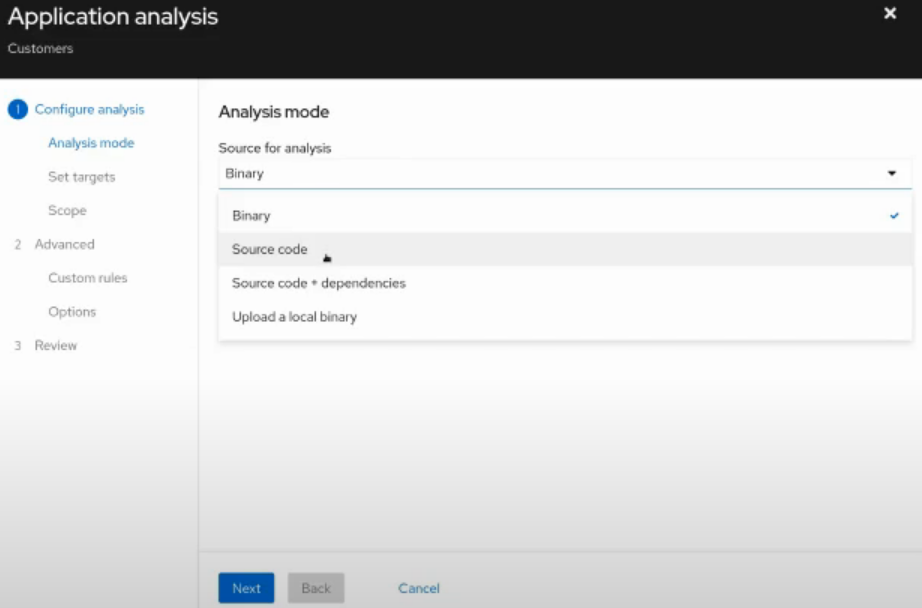 Application analysis
Customers
1 Configure analysis
Analysis mode
Set targets
Scope
2 Advanced
Custom rules
Options
3 Review
Analysis mode
Source for analysis
Binary
Binary
Source code
Source code + dependencies
Upload a local binary
Next
Back
Cancel